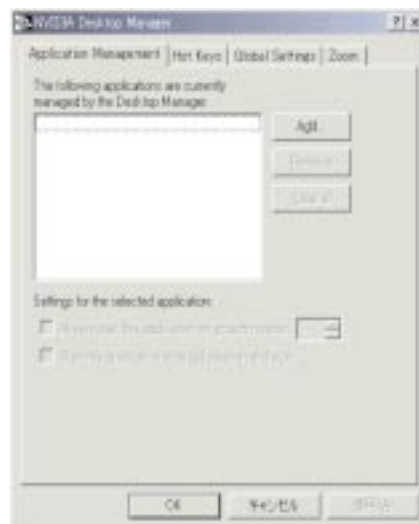 NVIDIA Desktop Manager
Application Management
Hot Keys
Global Settings
Zoom
The following applications are currently
managed by the Desktop Manager
Add...
Remove
Clear all
Settings for the selected application:
OK
キャンセル